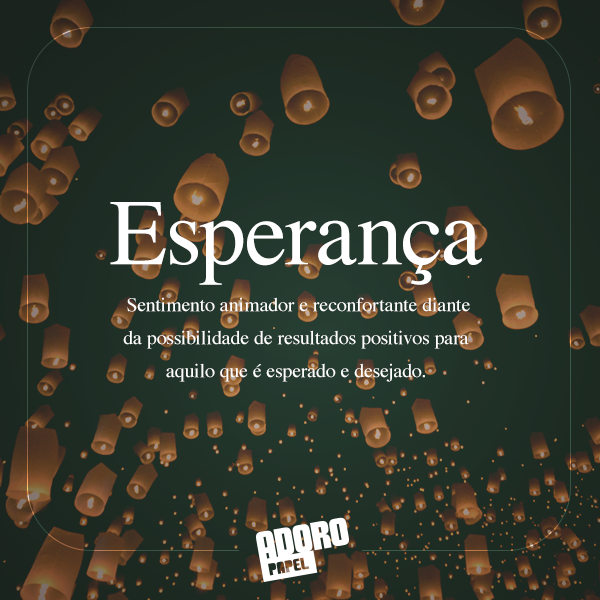 Esperança
Sentimento animador e reconfortante diante
da possibilidade de resultados positivos para
aquilo que é esperado e desejado.
ADORO
PAPEL